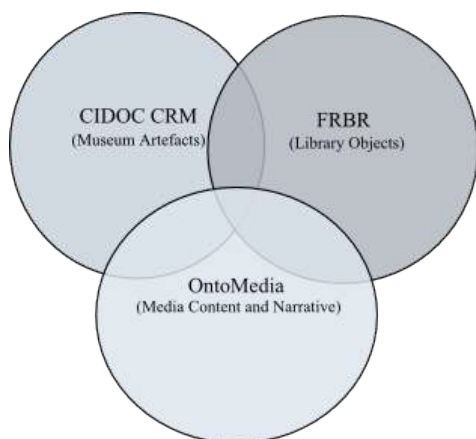 CIDOC CRM
(Museum Artefacts)
FRBR
(Library Objects)
OntoMedia
(Media Content and Narrative)